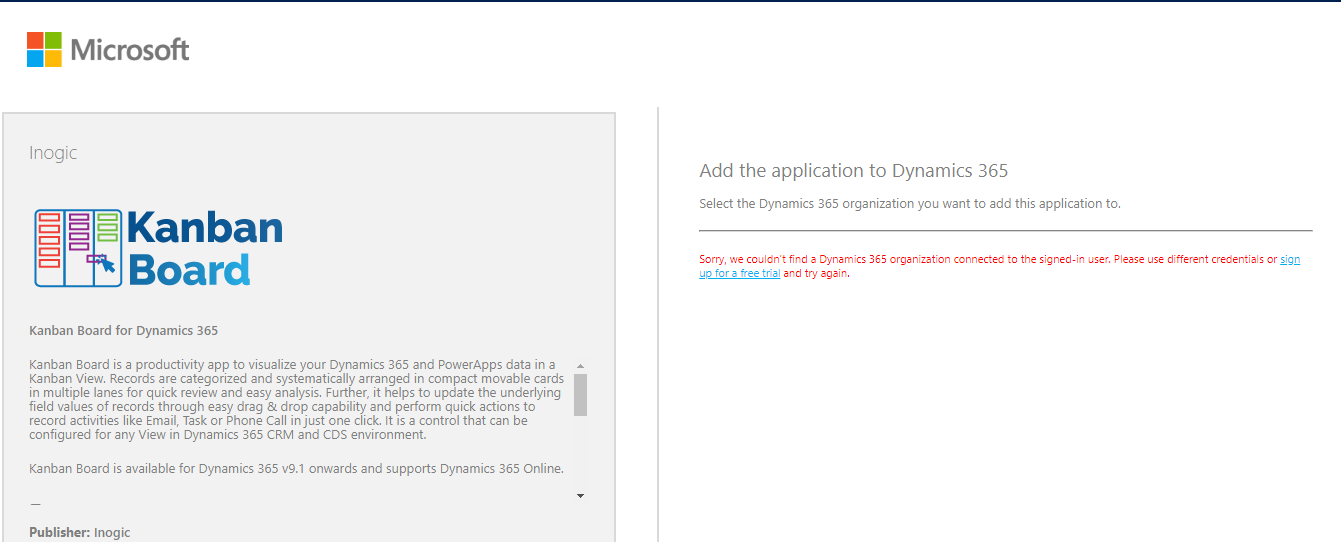 Microsoft
Inogic
Kanban
Board
Kanban Board for Dynamics 365
Kanban Board is a productivity app to visualize your Dynamics 365 and PowerApps data in a
Kanban View. Records are categorized and systematically arranged in compact movable cards
in multiple lanes for quick review and easy analysis. Further, it helps to update the underlying
field values of records through easy drag & drop capability and perform quick actions to
record activities like Email, Task or Phone Call in just one click. It is a control that can be
configured for any View in Dynamics 365 CRM and CDS environment.
Kanban Board is available for Dynamics 365 v9.1 onwards and supports Dynamics 365 Online.
Publisher: Inogic
Add the application to Dynamics 365
Select the Dynamics 365 organization you want to add this application to.
Sorry, we couldn't find a Dynamics 365 organization connected to the signed-in user. Please use different credentials or sign
up for a free trial and try again.